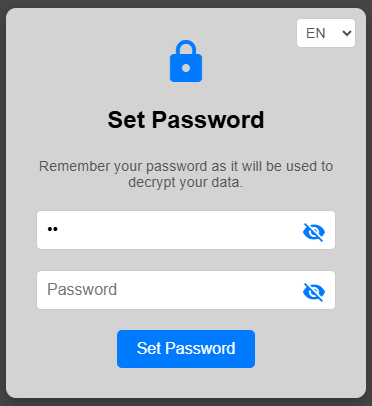 EN
Set Password
Remember your password as it will be used to
decrypt your data.
••
Password
Set Password